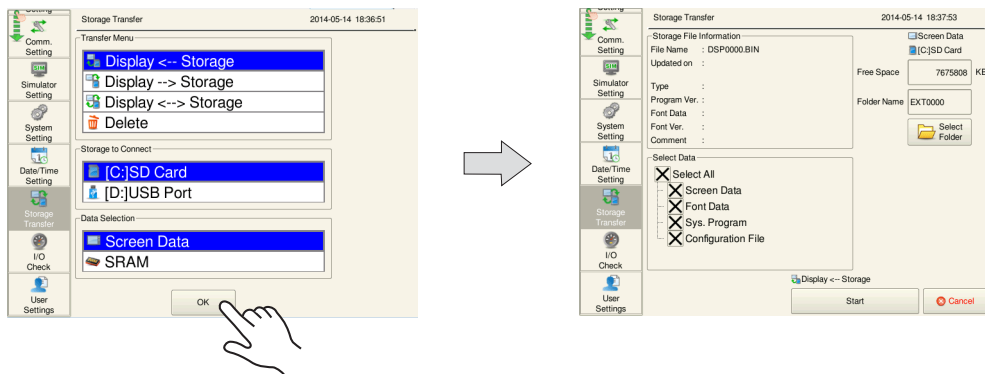 Setting
Storage Transfer
2014-05-14 18:36:51
Comm.
Setting
SIM
Simulator
Setting
System
Setting
Date/Time
Setting
Storage
Transfer
I/O
Check
User
Settings
Transfer Menu
Display <-- Storage
Display --> Storage
Display <--> Storage
Delete
Storage to Connect
[C:]SD Card
[D:]USB Port
Data Selection
Screen Data
SRAM
OK
Setting
Storage Transfer
2014-05-14 18:37:53
Comm.
Setting
SIM
Simulator
Setting
System
Setting
Date/Time
Setting
Storage
Transfer
I/O
Check
User
Settings
Storage File Information
File Name : DSP0000.BIN
Updated on :
Type :
Program Ver. :
Font Data :
Font Ver. :
Comment :
Screen Data
[C:]SD Card
Free Space 7675808 KB
Folder Name EXT0000
Select
Folder
Select Data
Select All
Screen Data
Font Data
Sys. Program
Configuration File
Display <-- Storage
Start
Cancel